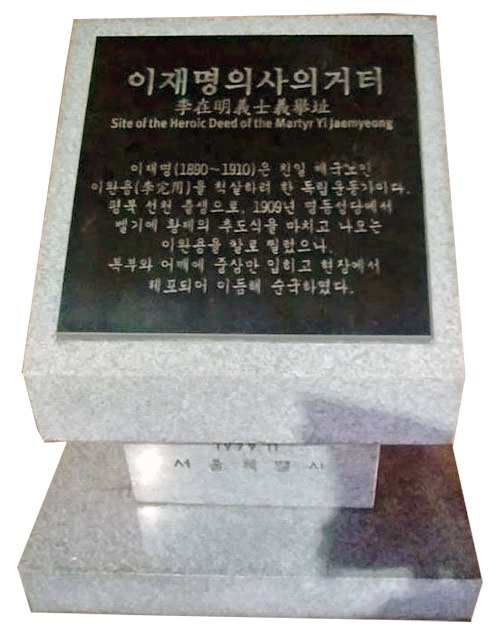 이재명의사의거터
李在明義士義擧址
Site of the Heroic Deed of the Martyr Yi Jaemyeong
이재명(1890~1910)은 친일 매국노인
이완용(李完用)을 척살하려 한 독립운동가이다.
평북 선천 출생으로, 1909년 명동성당에서
벨기에 황제의 추도식을 마치고 나오는
이완용을 칼로 찔렀으나,
복부와 어깨에 중상만 입히고 현장에서
체포되어 이듬해 순국하였다.
1999. 11
서울특별시